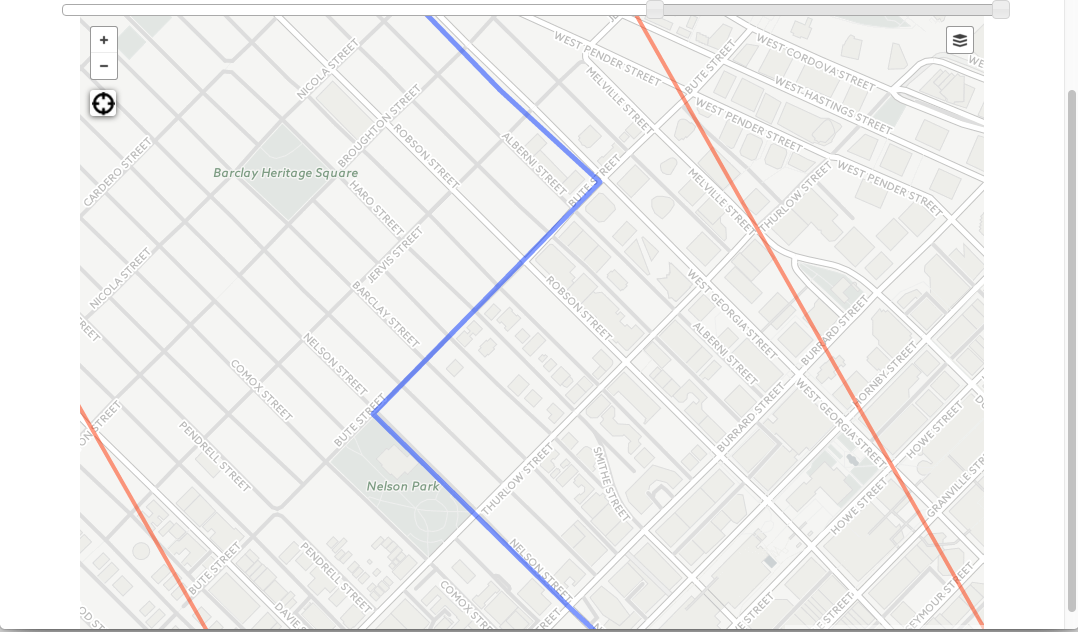 +
−
WEST PENDER STREET
WEST CORDOVA STREET
BUTE STREET
NICOLA STREET
MELVILLE STREET
WEST HASTINGS STREET
BROUGHTON STREET
WEST PENDER STREET
ROBSON STREET
ALBERNI STREET
CARDERO STREET
Barclay Heritage Square
BUTE STREET
HARO STREET
MELVILLE STREET
THURLOW STREET
WEST PENDER STREET
JERVIS STREET
NICOLA STREET
BARCLAY STREET
ROBSON STREET
WEST GEORGIA STREET
BURRARD STREET
ALBERNI STREET
NELSON STREET
COMOX STREET
HORNBY STREET
WEST GEORGIA STREET
BURRARD STREET
HOWE STREET
BUTE STREET
PENDRELL STREET
THURLOW STREET
SMITHE STREET
Nelson Park
GRANVILLE STR
HOWE STREET
NELSON STREET
BUTE STREET
PENDRELL STREET
COMOX STREET
DAVIE S
SEYMOUR STREET